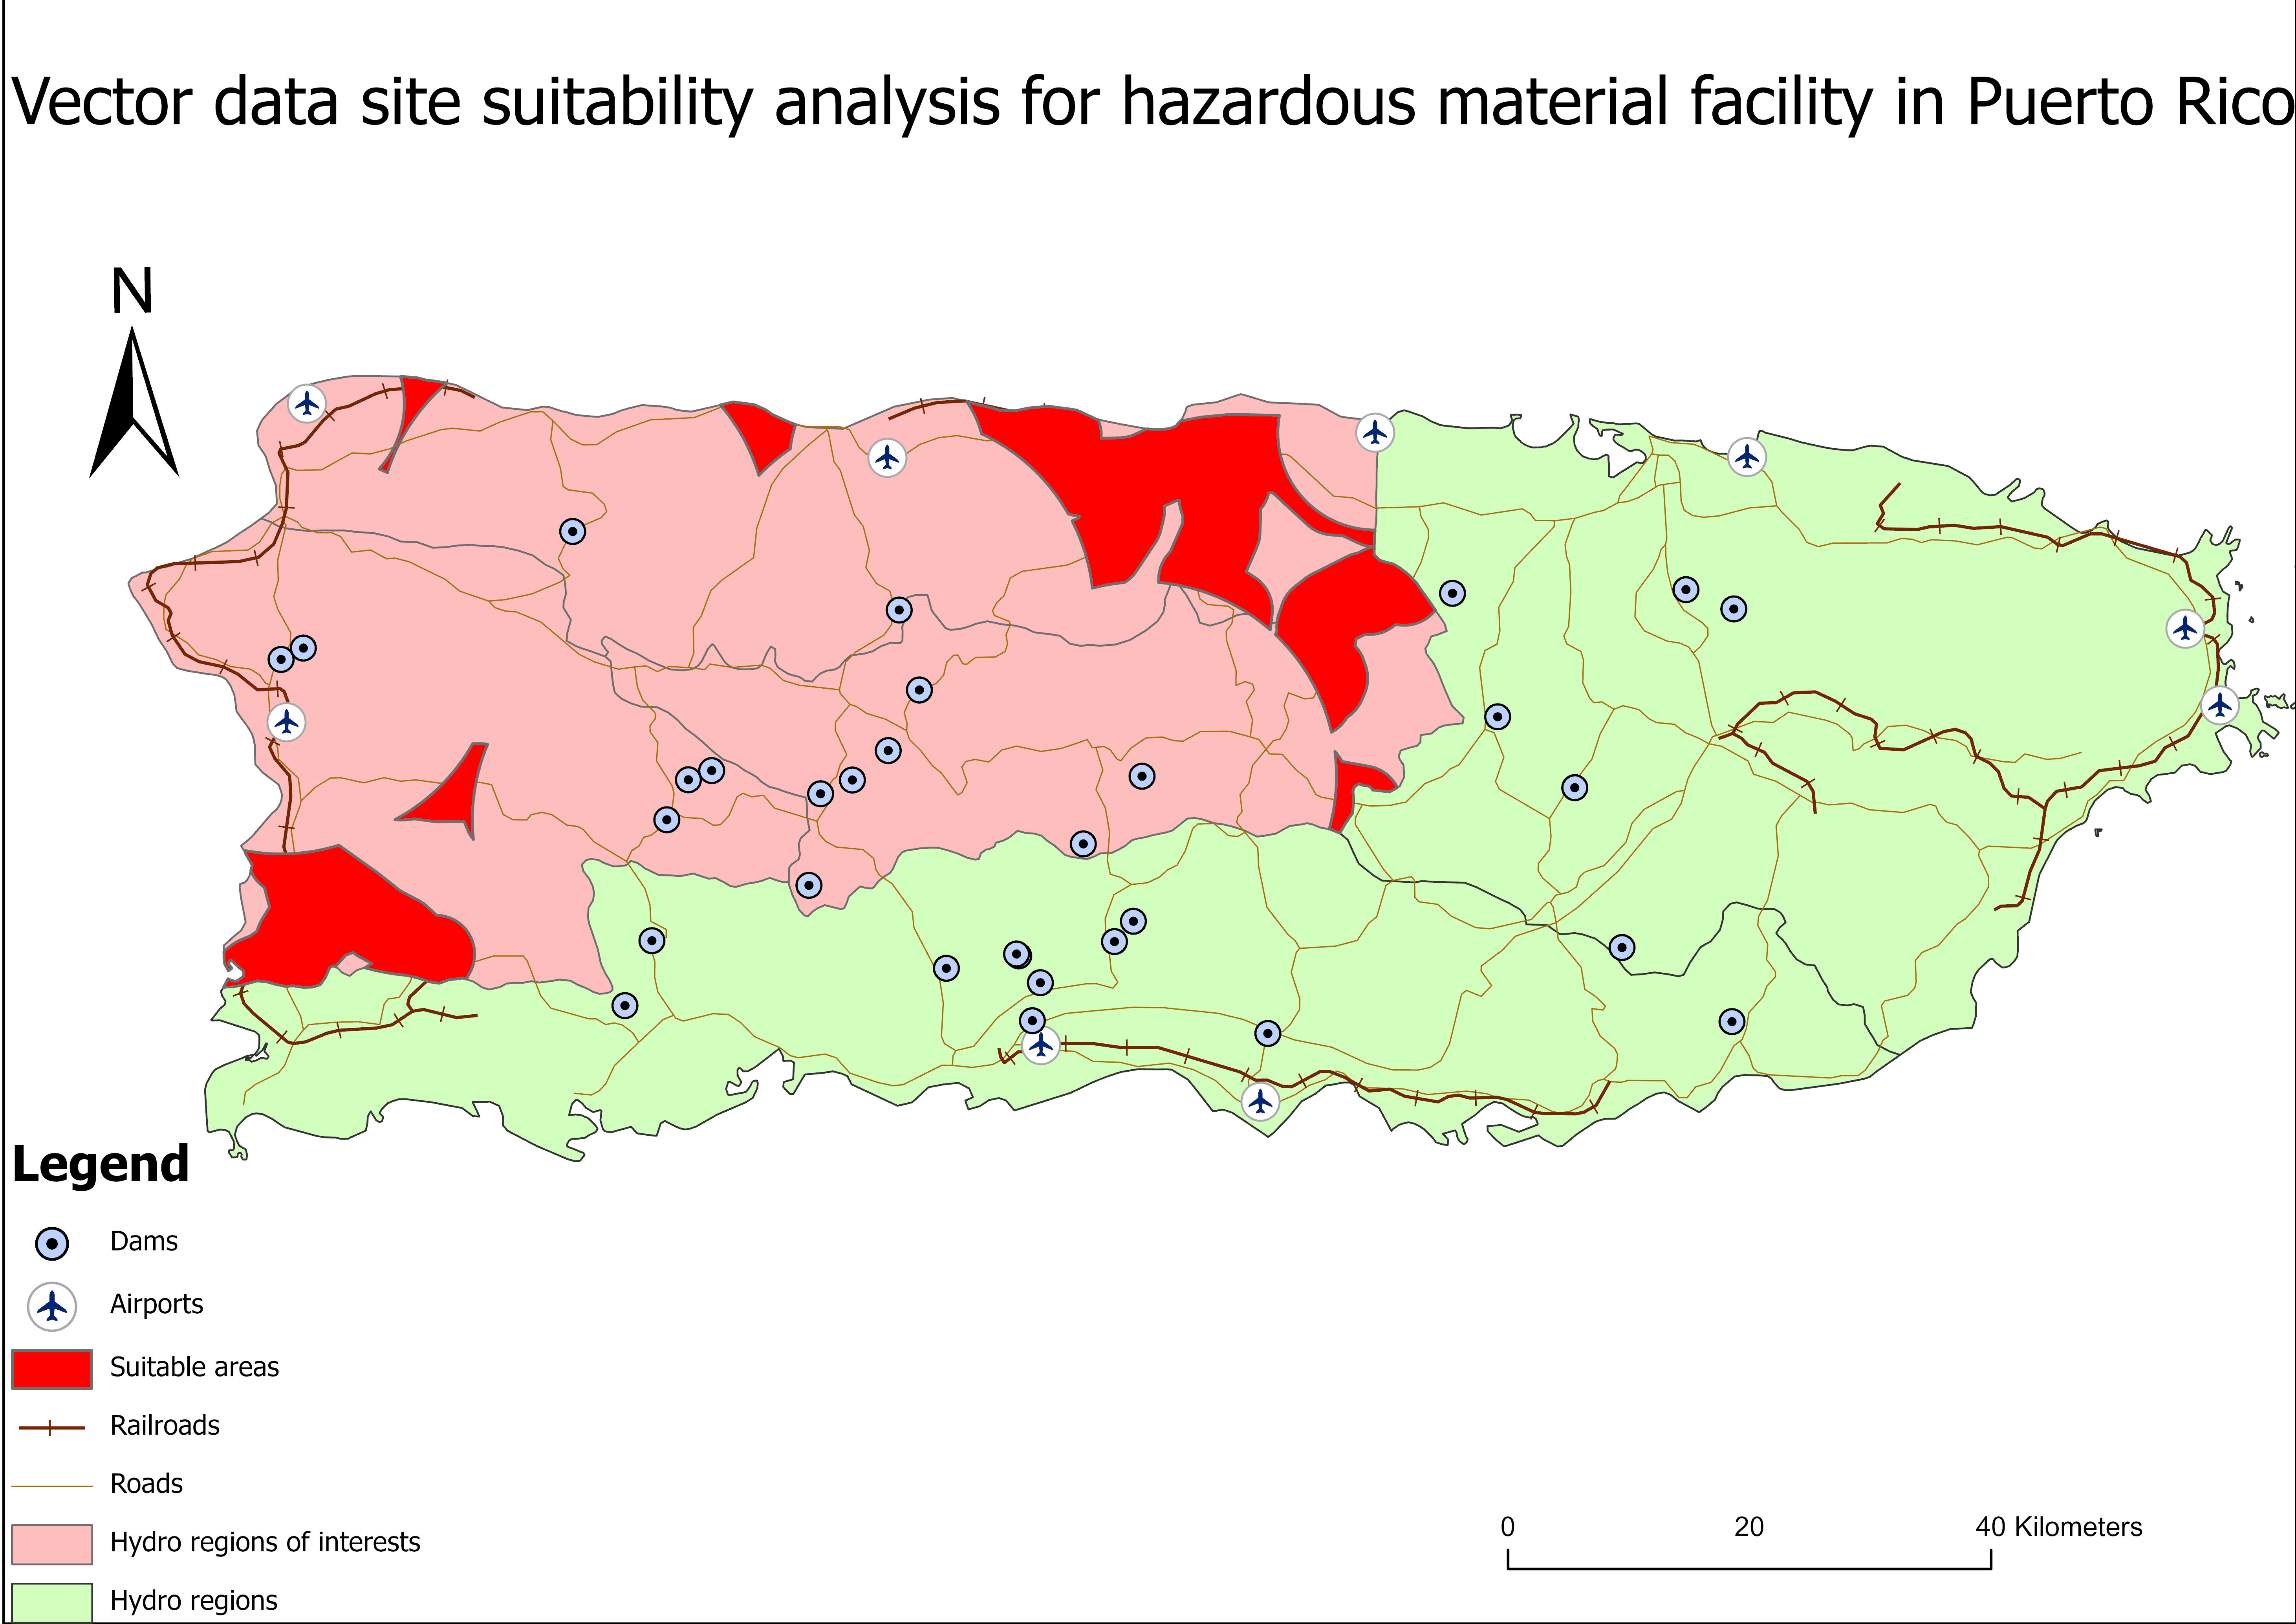 Vector data site suitability analysis for hazardous material facility in Puerto Rico
N
Legend
Dams
Airports
Suitable areas
Railroads
Roads
Hydro regions of interests
Hydro regions
0 20 40 Kilometers